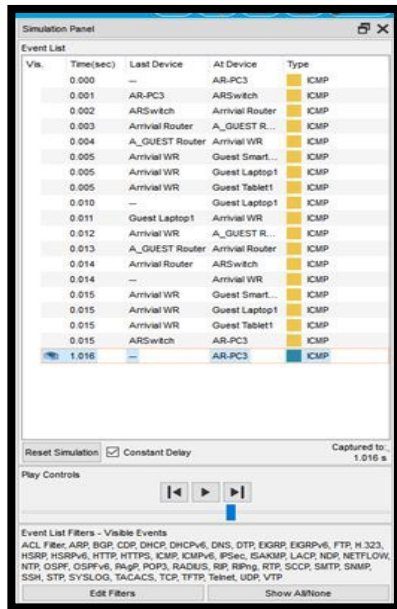 Simulation Panel
Event List
Vis. Time(sec) Last Device At Device Type
0.000 -- AR-PC3 ICMP
0.001 AR-PC3 ARSwitch ICMP
0.002 ARSwitch Arrivial Router ICMP
0.003 Arrivial Router A_GUEST R... ICMP
0.004 A_GUEST Router Arrivial WR ICMP
0.005 Arrivial WR Guest Smart... ICMP
0.005 Arrivial WR Guest Laptop1 ICMP
0.005 Arrivial WR Guest Tablet1 ICMP
0.010 -- Guest Laptop1 ICMP
0.011 Guest Laptop1 Arrivial WR ICMP
0.012 Arrivial WR A_GUEST R... ICMP
0.013 A_GUEST Router Arrivial Router ICMP
0.014 Arrivial Router ARSwitch ICMP
0.014 -- Arrivial WR ICMP
0.015 Arrivial WR Guest Smart... ICMP
0.015 Arrivial WR Guest Laptop1 ICMP
0.015 Arrivial WR Guest Tablet1 ICMP
0.015 ARSwitch AR-PC3 ICMP
1.016 -- AR-PC3 ICMP
Reset Simulation Constant Delay Captured to:
1.016 s
Play Controls
Event List Filters - Visible Events
ACL Filter, ARP, BGP, CDP, DHCP, DHCPv6, DNS, DTP, EIGRP, EIGRPv6, FTP, H.323,
HSRP, HSRPv6, HTTP, HTTPS, ICMP, ICMPv6, IPSec, ISAKMP, LACP, NDP, NETFLOW,
NTP, OSPF, OSPFv6, PAgP, POP3, RADIUS, RIP, RIPng, RTP, SCCP, SMTP, SNMP,
SSH, STP, SYSLOG, TACACS, TCP, TFTP, Telnet, UDP, VTP
Edit Filters Show All/None